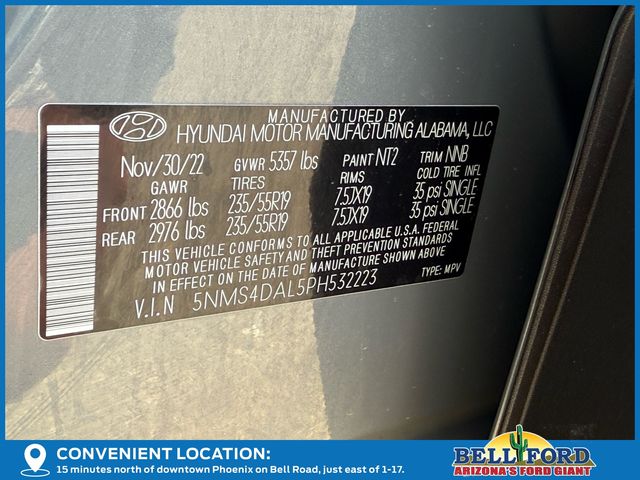 MANUFACTURED BY
HYUNDAI MOTOR MANUFACTURING ALABAMA, LLC
Nov/30/22 GVWR 5357 lbs PAINT NT2 TRIM NNB
GAWR TIRES RIMS COLD TIRE INFL
FRONT 2866 lbs 235/55R19 7.5JX19 35 psi SINGLE
REAR 2976 lbs 235/55R19 7.5JX19 35 psi SINGLE
THIS VEHICLE CONFORMS TO ALL APPLICABLE U.S.A. FEDERAL
MOTOR VEHICLE SAFETY AND THEFT PREVENTION STANDARDS
IN EFFECT ON THE DATE OF MANUFACTURE SHOWN ABOVE.
V.I.N 5NMS4DAL5PH532223 TYPE: MPV
CONVENIENT LOCATION:
15 minutes north of downtown Phoenix on Bell Road, just east of 1-17.
BELL FORD
ARIZONA'S FORD GIANT